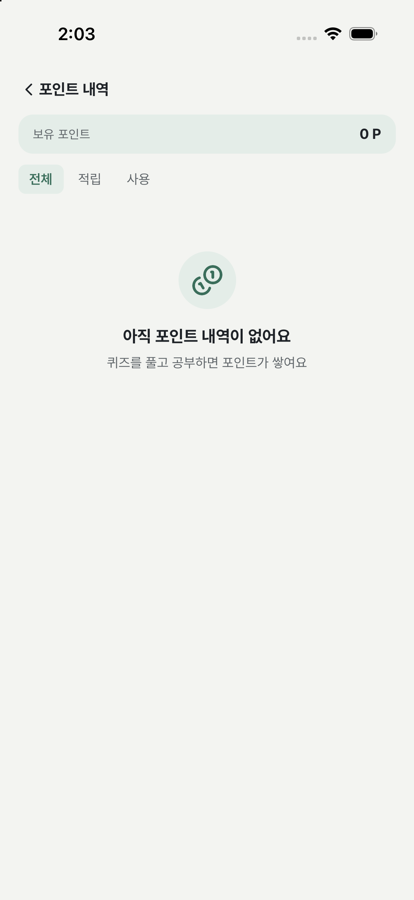 2:03
포인트 내역
보유 포인트 0 P
전체 적립 사용
아직 포인트 내역이 없어요
퀴즈를 풀고 공부하면 포인트가 쌓여요